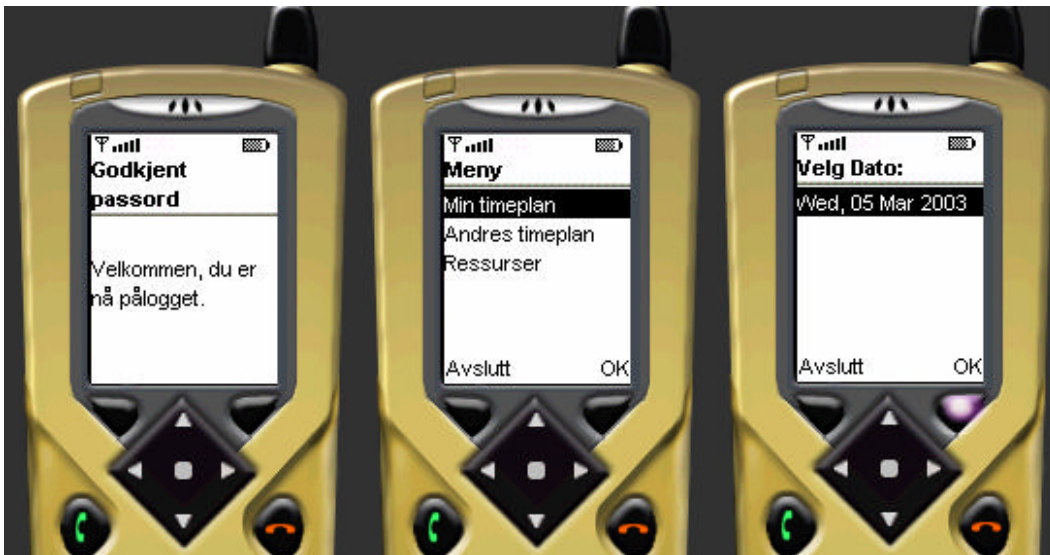 Godkjent
passord
Velkommen, du er
nå pålogget.
Meny
Min timeplan
Andres timeplan
Ressurser
Avslutt OK
Velg Dato:
Wed, 05 Mar 2003
Avslutt OK